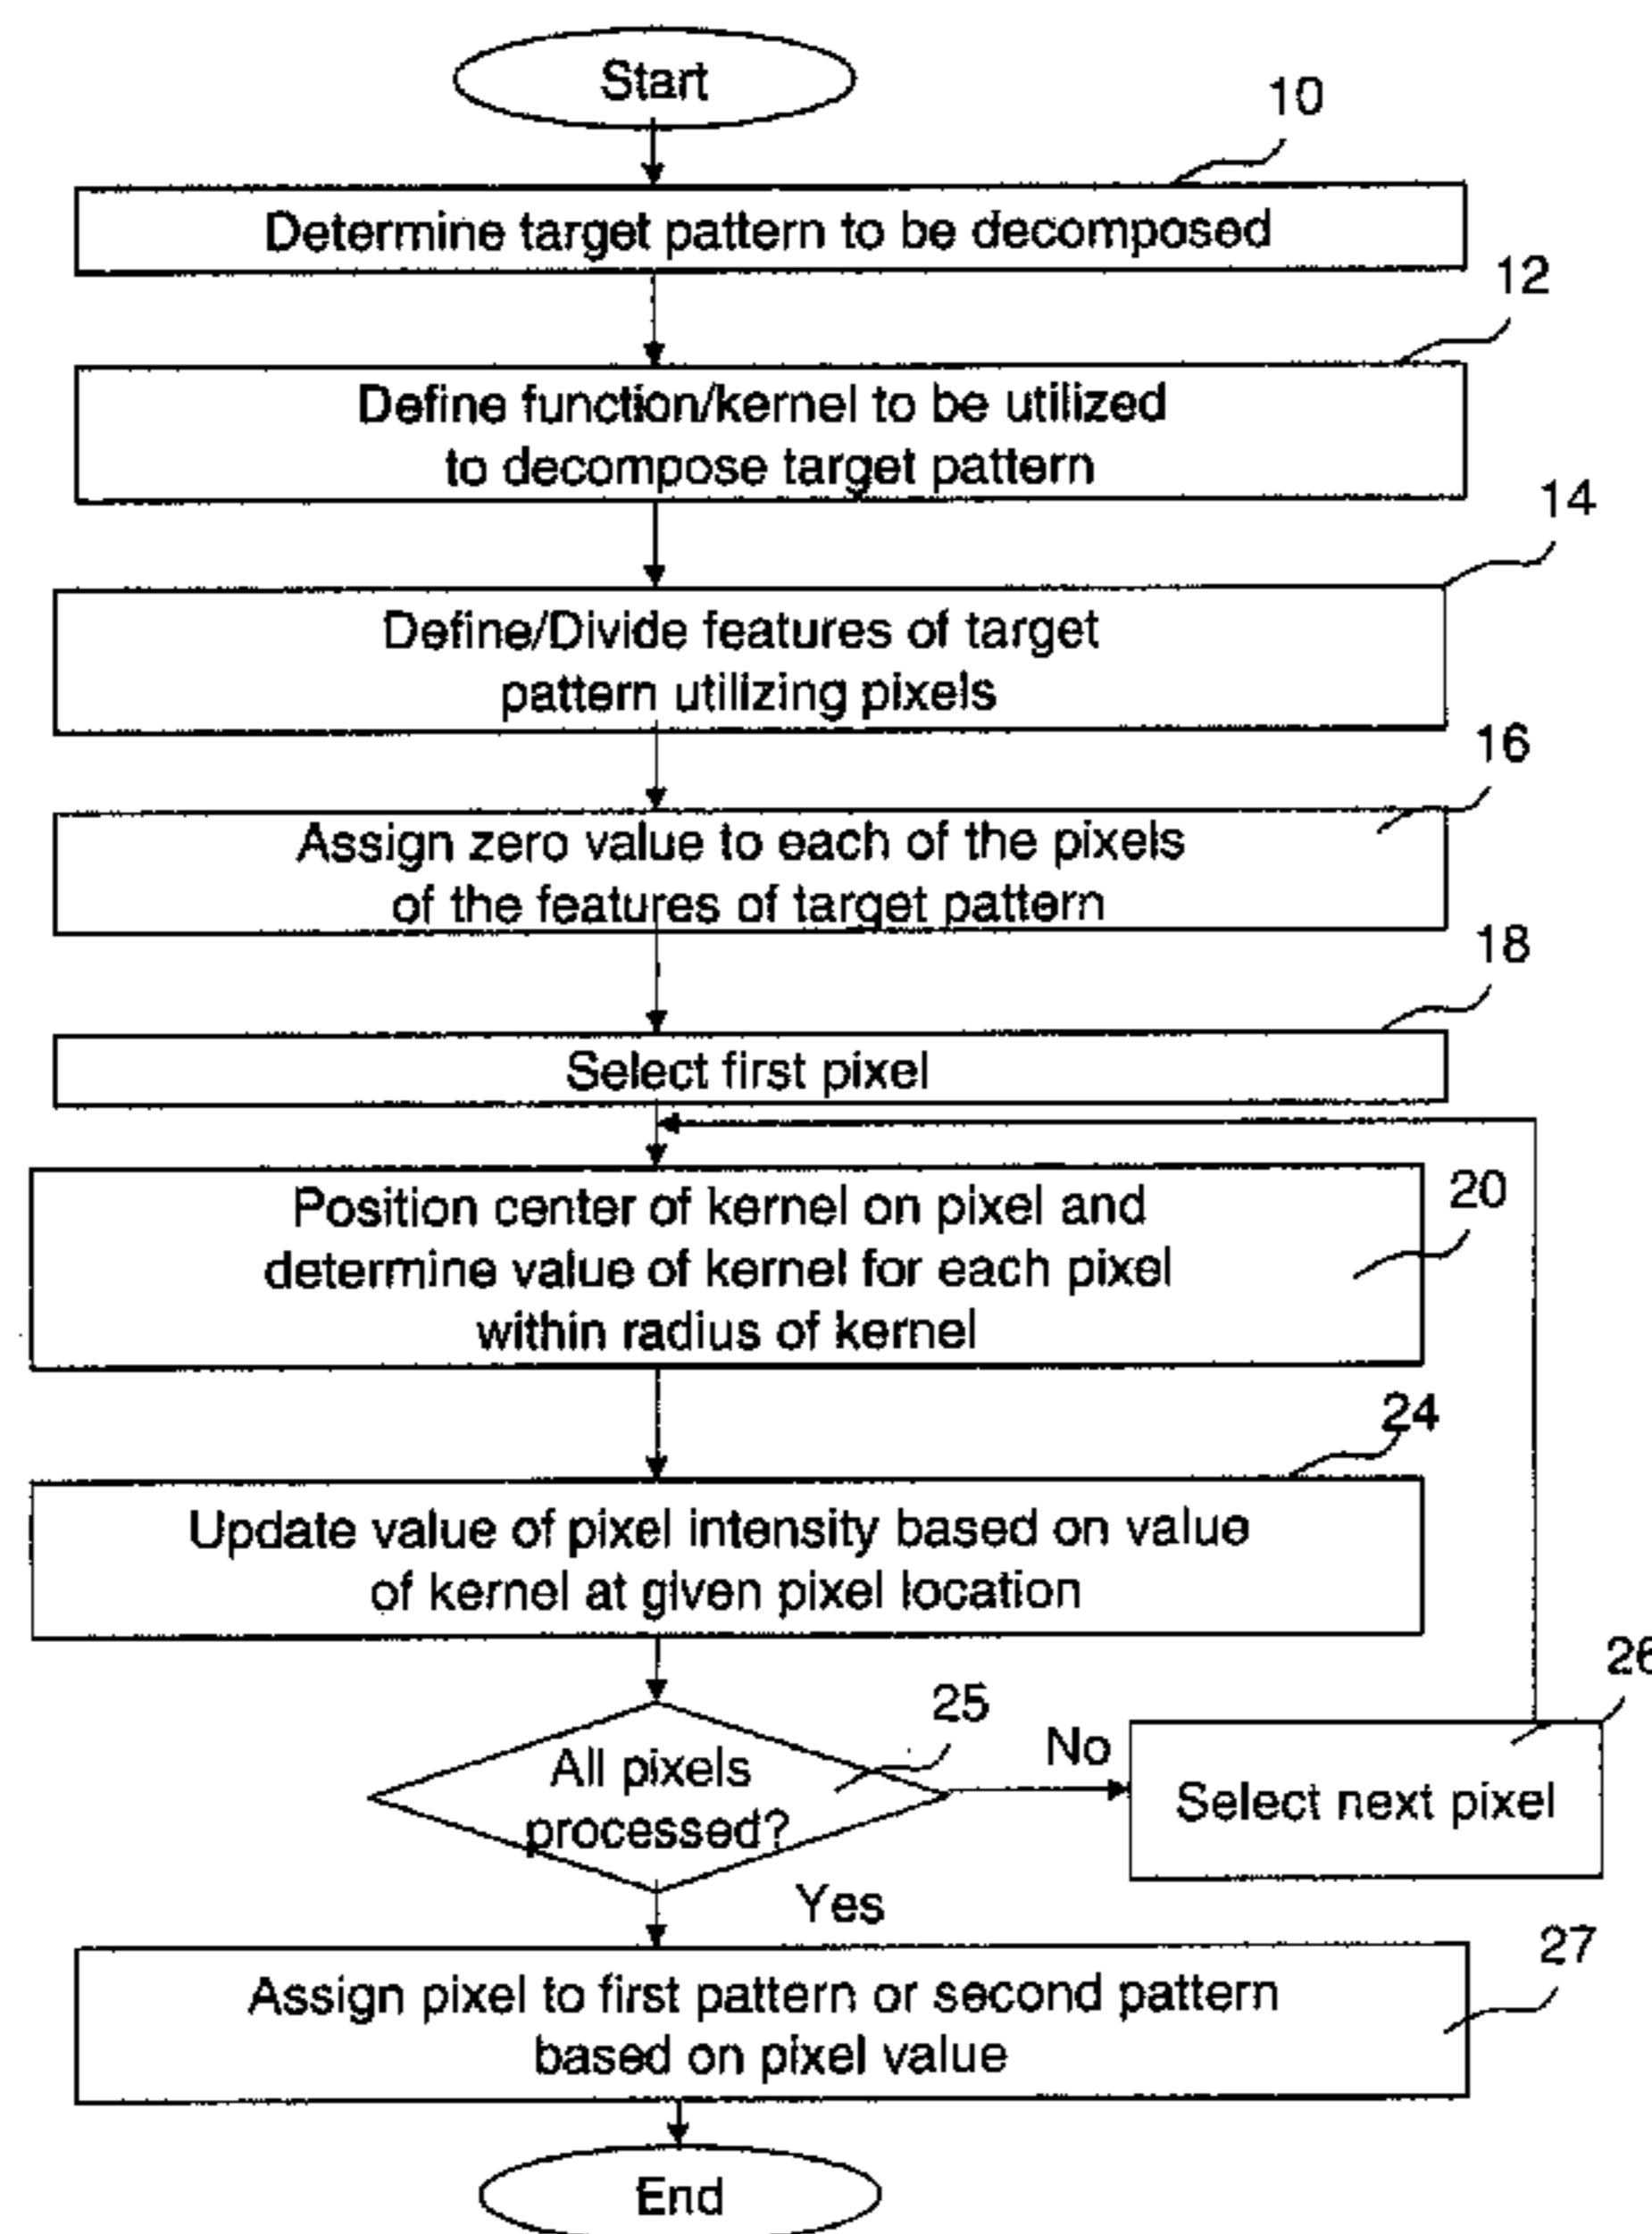 Start
10
Determine target pattern to be decomposed
12
Define function/kernel to be utilized
to decompose target pattern
14
Define/Divide features of target
pattern utilizing pixels
16
Assign zero value to each of the pixels
of the features of target pattern
18
Select first pixel
20
Position center of kernel on pixel and
determine value of kernel for each pixel
within radius of kernel
24
Update value of pixel intensity based on value
of kernel at given pixel location
25
All pixels
processed?
No
26
Select next pixel
Yes
27
Assign pixel to first pattern or second pattern
based on pixel value
End